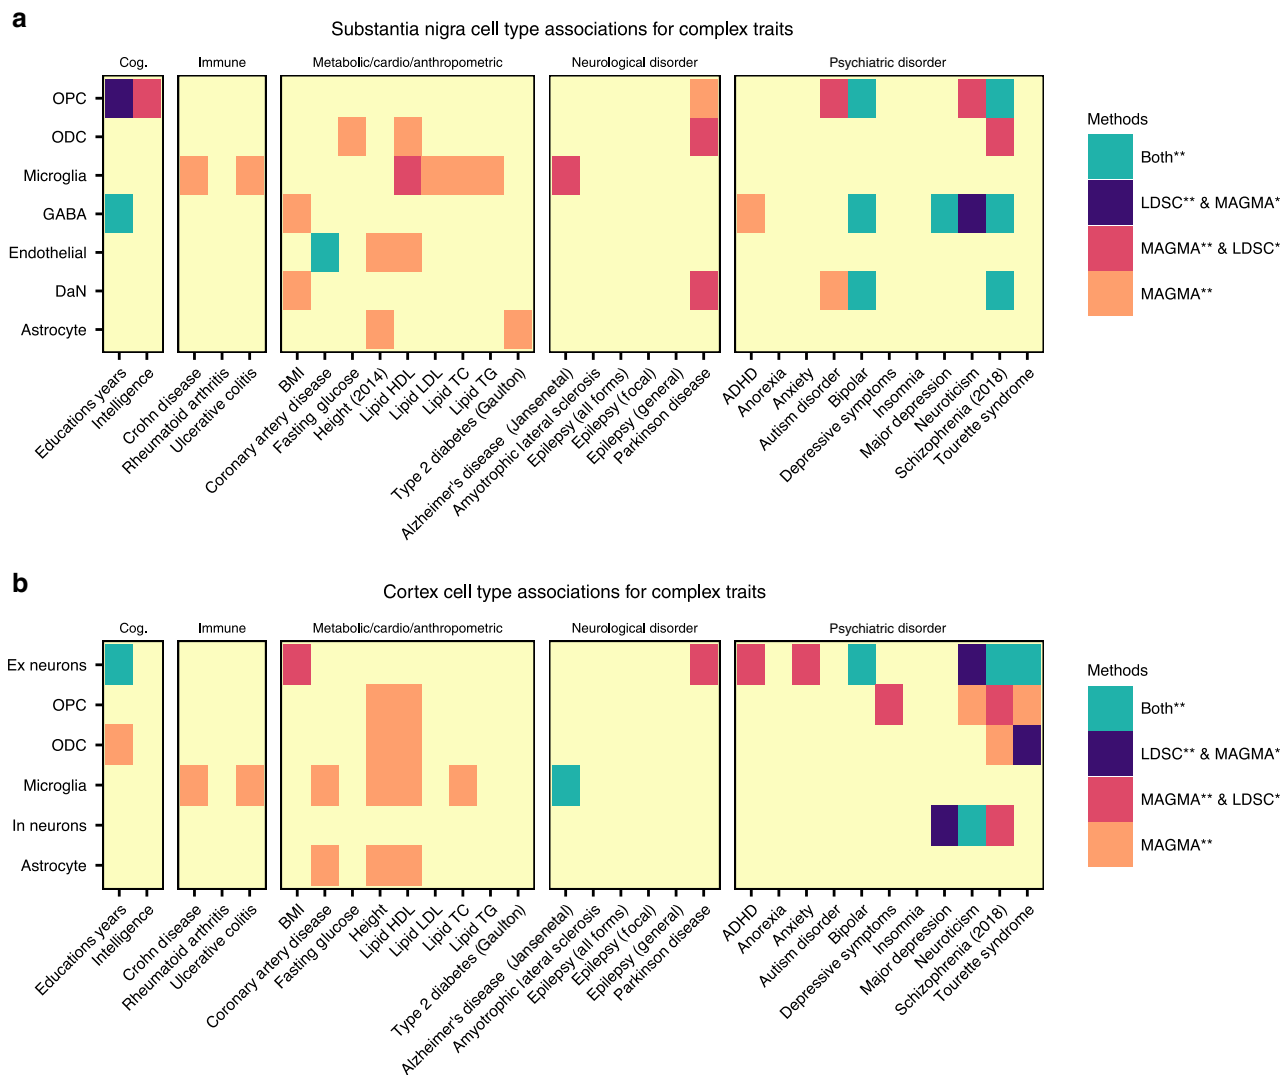 a
Substantia nigra cell type associations for complex traits
Cog.
Immune
Metabolic/cardio/anthropometric
Neurological disorder
Psychiatric disorder
OPC
ODC
Microglia
GABA
Endothelial
DaN
Astrocyte
Educations years
Intelligence
Crohn disease
Rheumatoid arthritis
Ulcerative colitis
BMI
Coronary artery disease
Fasting glucose
Height (2014)
Lipid HDL
Lipid LDL
Lipid TC
Lipid TG
Type 2 diabetes (Gaulton)
Alzheimer's disease (Jansenetal)
Amyotrophic lateral sclerosis
Epilepsy (all forms)
Epilepsy (focal)
Epilepsy (general)
Parkinson disease
ADHD
Anorexia
Anxiety
Autism disorder
Bipolar
Depressive symptoms
Insomnia
Major depression
Neuroticism
Schizophrenia (2018)
Tourette syndrome
Methods
Both**
LDSC** & MAGMA*
MAGMA** & LDSC*
MAGMA**
b
Cortex cell type associations for complex traits
Cog.
Immune
Metabolic/cardio/anthropometric
Neurological disorder
Psychiatric disorder
Ex neurons
OPC
ODC
Microglia
In neurons
Astrocyte
Educations years
Intelligence
Crohn disease
Rheumatoid arthritis
Ulcerative colitis
BMI
Coronary artery disease
Fasting glucose
Height
Lipid HDL
Lipid LDL
Lipid TC
Lipid TG
Type 2 diabetes (Gaulton)
Alzheimer's disease (Jansenetal)
Amyotrophic lateral sclerosis
Epilepsy (all forms)
Epilepsy (focal)
Epilepsy (general)
Parkinson disease
ADHD
Anorexia
Anxiety
Autism disorder
Bipolar
Depressive symptoms
Insomnia
Major depression
Neuroticism
Schizophrenia (2018)
Tourette syndrome
Methods
Both**
LDSC** & MAGMA*
MAGMA** & LDSC*
MAGMA**